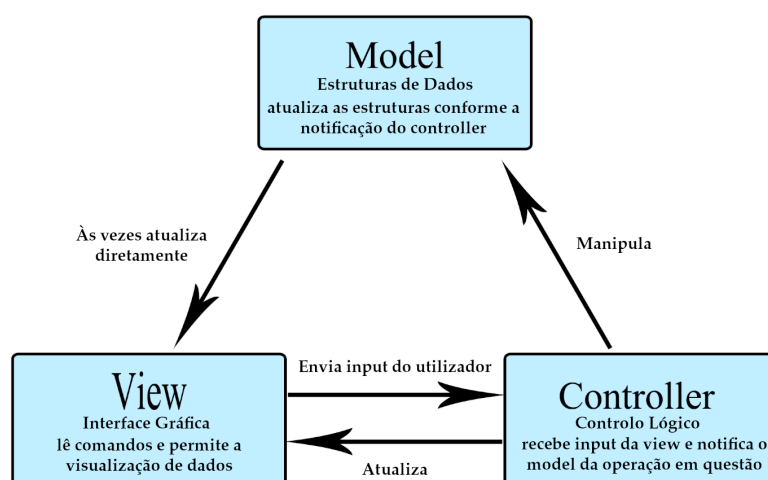 Model
Estruturas de Dados
atualiza as estruturas conforme a
notificação do controller
Às vezes atualiza
diretamente
Manipula
View
Interface Gráfica
lê comandos e permite a
visualização de dados
Envia input do utilizador
Atualiza
Controller
Controlo Lógico
recebe input da view e notifica o
model da operação em questão